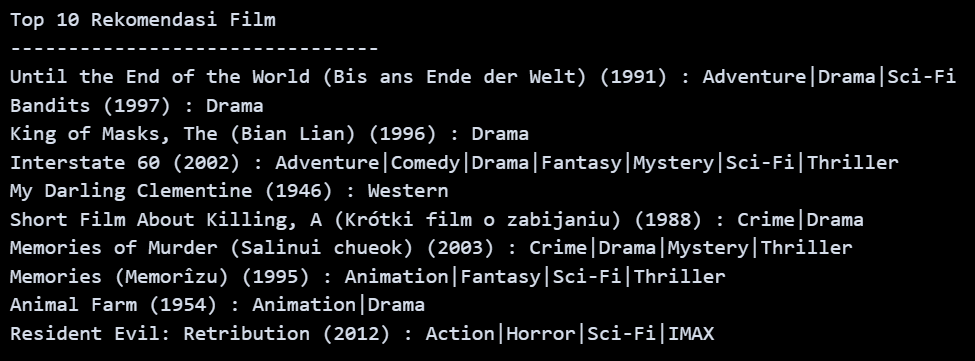 Top 10 Rekomendasi Film
--------------------------------
Until the End of the World (Bis ans Ende der Welt) (1991) : Adventure|Drama|Sci-Fi
Bandits (1997) : Drama
King of Masks, The (Bian Lian) (1996) : Drama
Interstate 60 (2002) : Adventure|Comedy|Drama|Fantasy|Mystery|Sci-Fi|Thriller
My Darling Clementine (1946) : Western
Short Film About Killing, A (Krótki film o zabijaniu) (1988) : Crime|Drama
Memories of Murder (Salinui chueok) (2003) : Crime|Drama|Mystery|Thriller
Memories (Memorîzu) (1995) : Animation|Fantasy|Sci-Fi|Thriller
Animal Farm (1954) : Animation|Drama
Resident Evil: Retribution (2012) : Action|Horror|Sci-Fi|IMAX